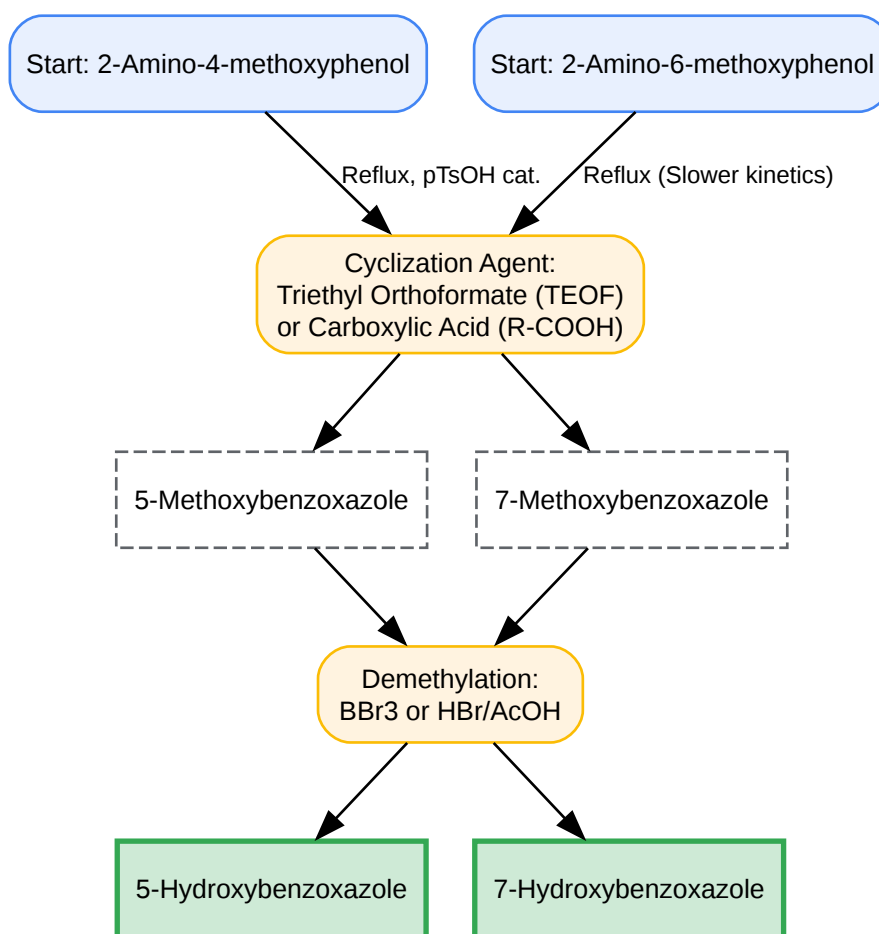 Start: 2-Amino-4-methoxyphenol
Start: 2-Amino-6-methoxyphenol
Reflux, pTsOH cat.
Reflux (Slower kinetics)
Cyclization Agent:
Triethyl Orthoformate (TEOF)
or Carboxylic Acid (R-COOH)
5-Methoxybenzoxazole
7-Methoxybenzoxazole
Demethylation:
BBr3 or HBr/AcOH
5-Hydroxybenzoxazole
7-Hydroxybenzoxazole